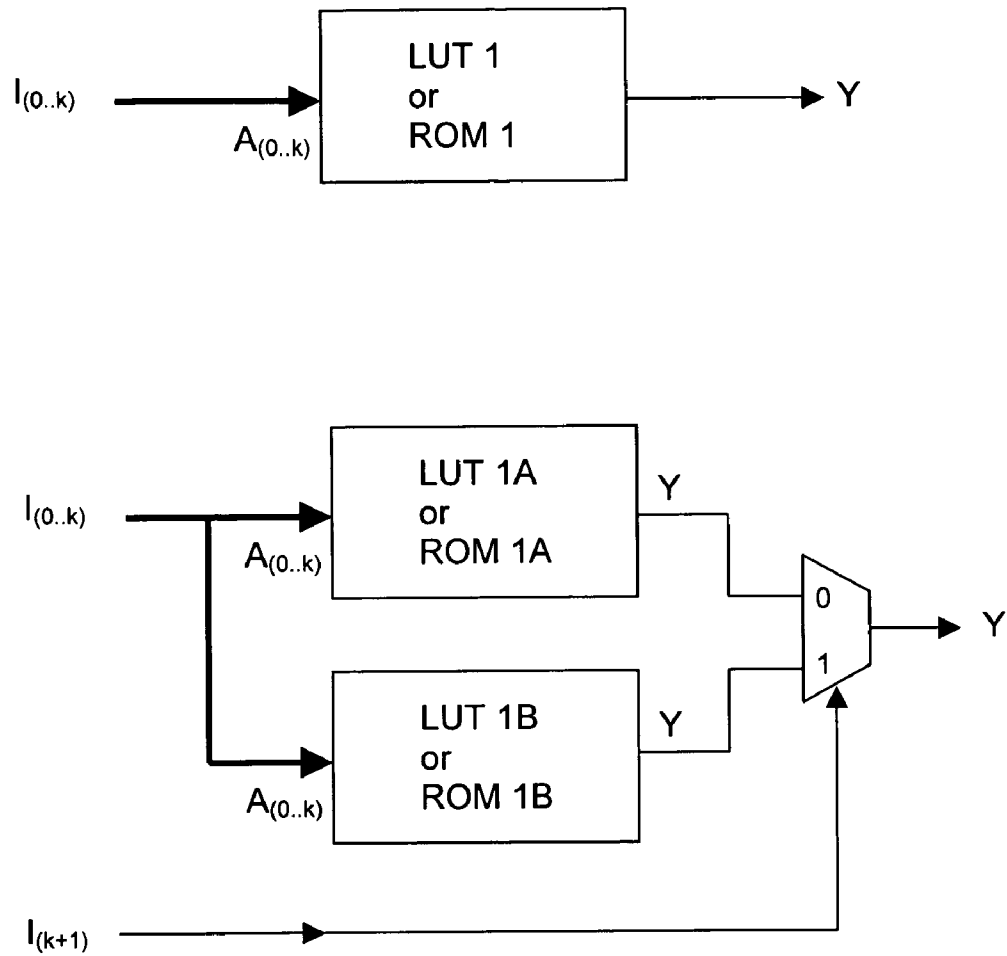 LUT 1
or
ROM 1
I(0..k)
A(0..k)
Y
LUT 1A
or
ROM 1A
I(0..k)
A(0..k)
Y
0
1
Y
LUT 1B
or
ROM 1B
Y
A(0..k)
I(k+1)